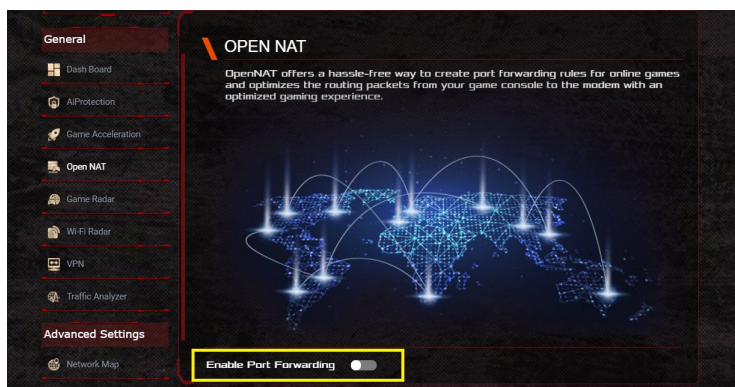 General
Dash Board
AiProtection
Game Acceleration
Open NAT
Game Radar
Wi-Fi Radar
VPN
Traffic Analyzer
Advanced Settings
Network Map
OPEN NAT
OpenNAT offers a hassle-free way to create port forwarding rules for online games
and optimizes the routing packets from your game console to the modem with an
optimized gaming experience.
Enable Port Forwarding